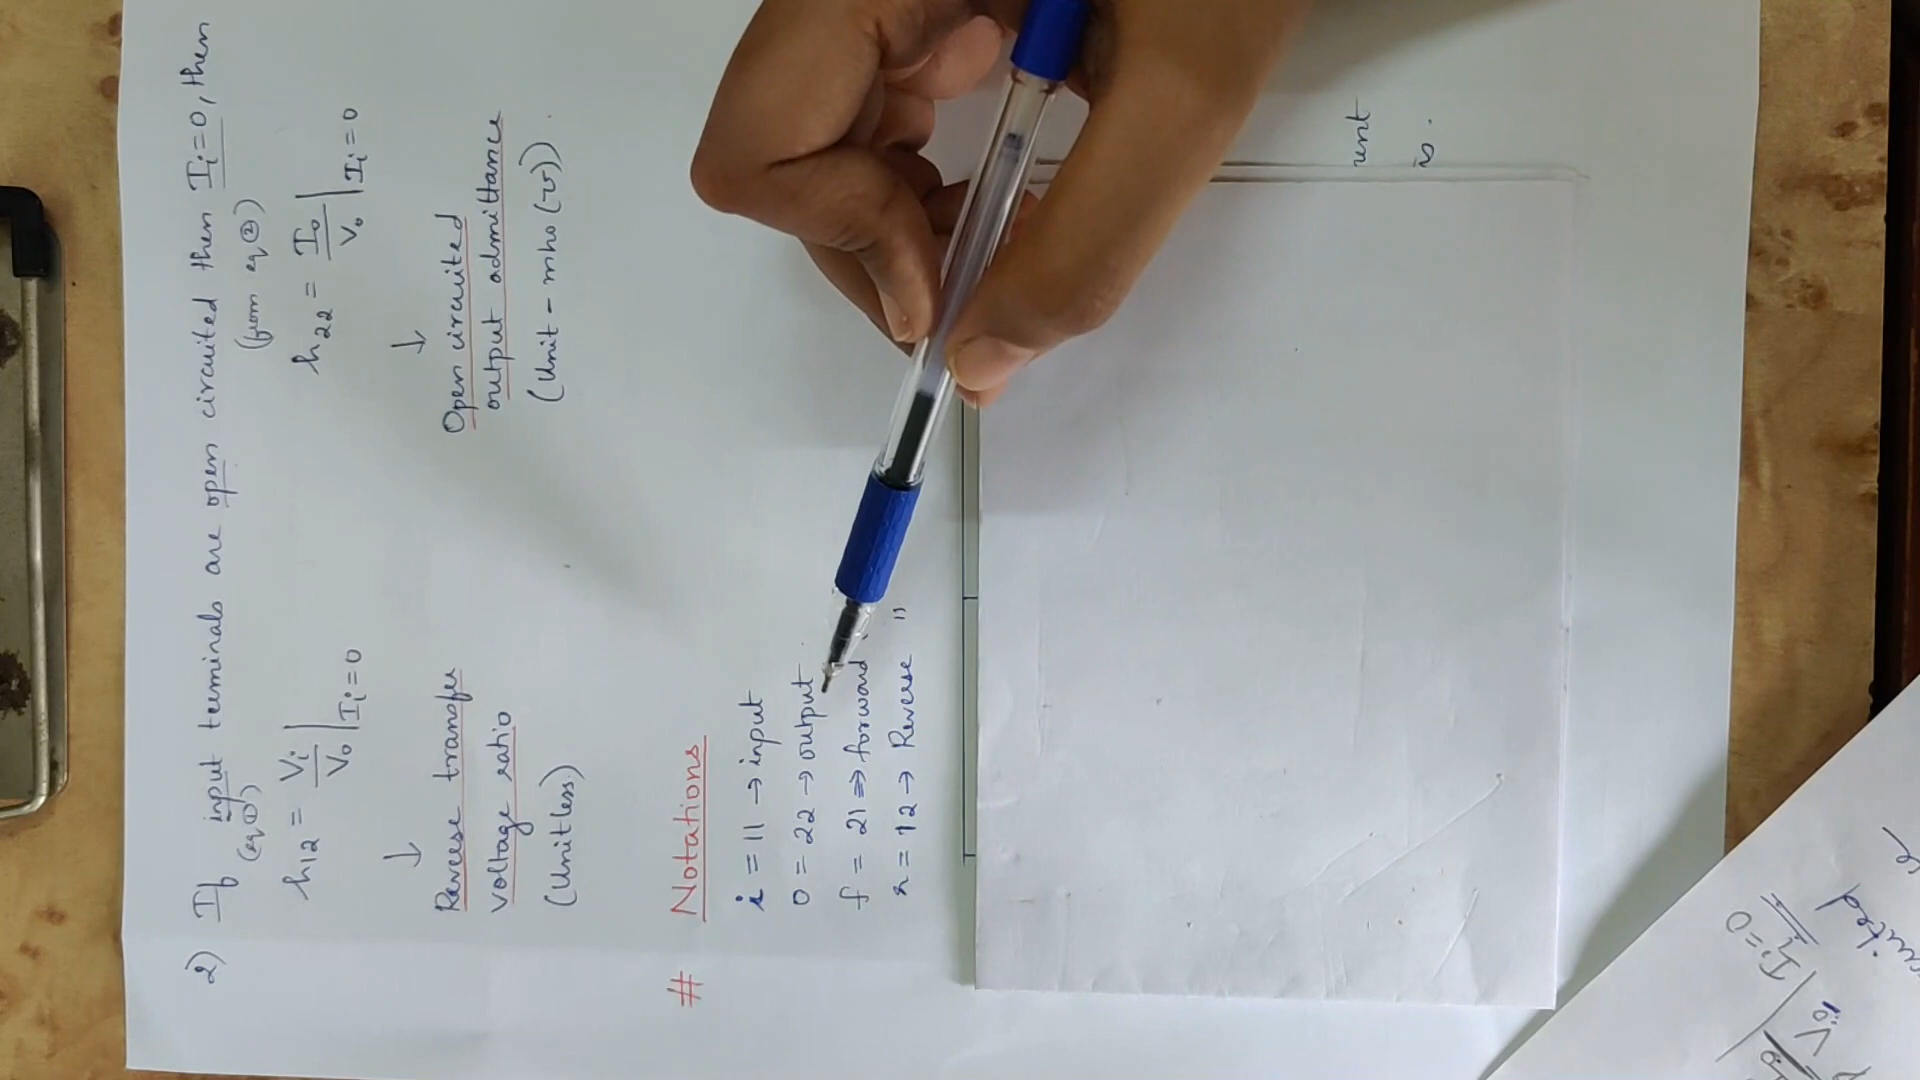 2) If input terminals are open circuited then Ii=0, then
(eq ①) (from eq ②)
h12 = Vi/Vo | Ii=0 h22 = Io/Vo | Ii=0
↓ ↓
Reverse transfer Open circuited
voltage ratio output admittance
(Unitless) (Unit - mho (℧)).
# Notations
i = 11 → input
o = 22 → output
f = 21 → forward "
r = 12 → Reverse "